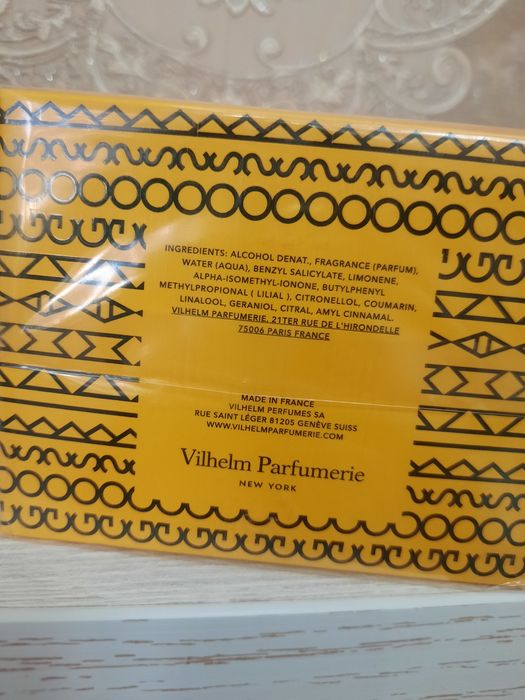 INGREDIENTS: ALCOHOL DENAT., FRAGRANCE (PARFUM),
WATER (AQUA), BENZYL SALICYLATE, LIMONENE,
ALPHA-ISOMETHYL-IONONE, BUTYLPHENYL
METHYLPROPIONAL ( LILIAL ), CITRONELLOL, COUMARIN,
LINALOOL, GERANIOL, CITRAL, AMYL CINNAMAL.
VILHELM PARFUMERIE, 21TER RUE DE L'HIRONDELLE
75006 PARIS FRANCE
MADE IN FRANCE
VILHELM PERFUMES SA
RUE SAINT LÉGER 81205 GENÈVE SUISS
WWW.VILHELMPARFUMERIE.COM
Vilhelm Parfumerie
NEW YORK